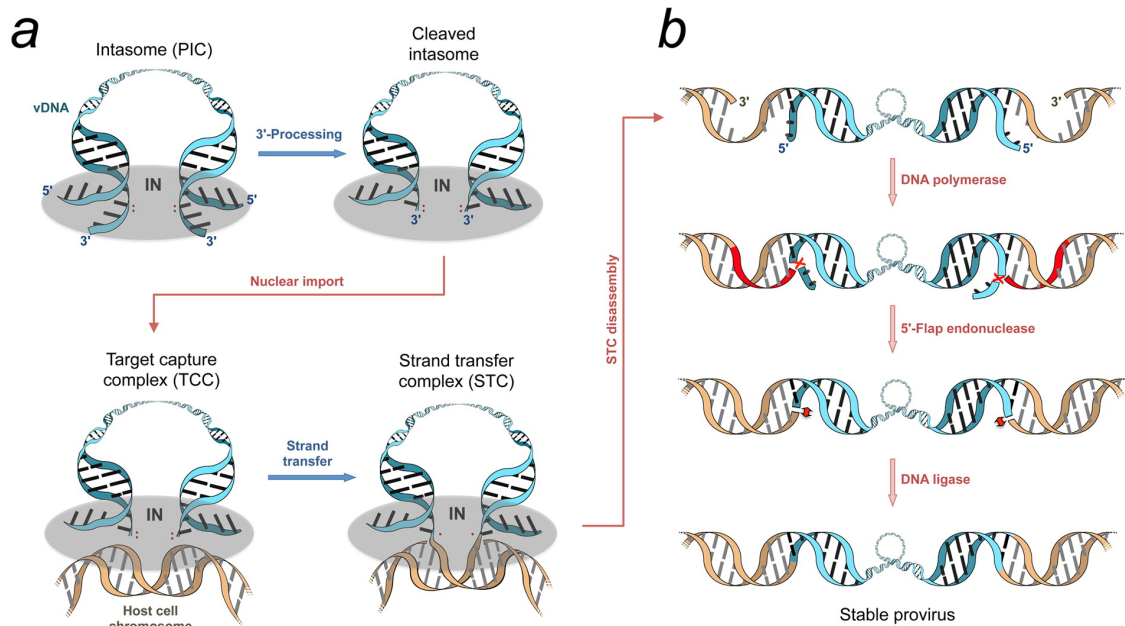 a
Intasome (PIC)
Cleaved
intasome
vDNA
3'-Processing
IN
5'
5'
3'
3'
IN
3'
3'
Nuclear import
Target capture
complex (TCC)
Strand transfer
complex (STC)
Strand
transfer
IN
IN
Host cell
chromosome
STC disassembly
b
3'
3'
5'
5'
DNA polymerase
5'-Flap endonuclease
DNA ligase
Stable provirus